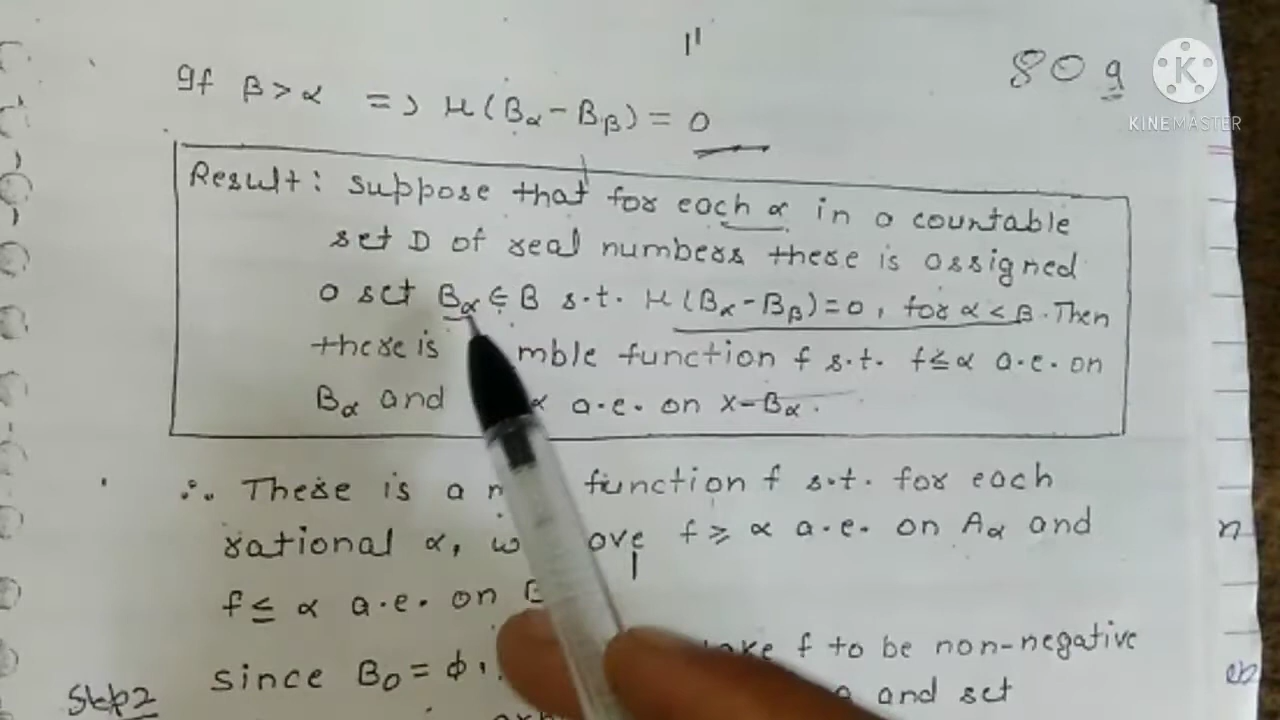 11
80 9
If β > α => μ(Bα - Bβ) = 0
KINEMASTER
Result: suppose that for each α in a countable
set D of real numbers there is assigned
a set Bα ∈ B s.t. μ(Bα - Bβ) = 0, for α < β. Then
there is mble function f s.t. f ≤ α a.e. on
Bα and α a.e. on X - Bα.
∴ There is a function f s.t. for each
rational α, f ≥ α a.e. on Aα and
f ≤ α a.e. on
since B0 = φ, f to be non-negative
Step 2 and set